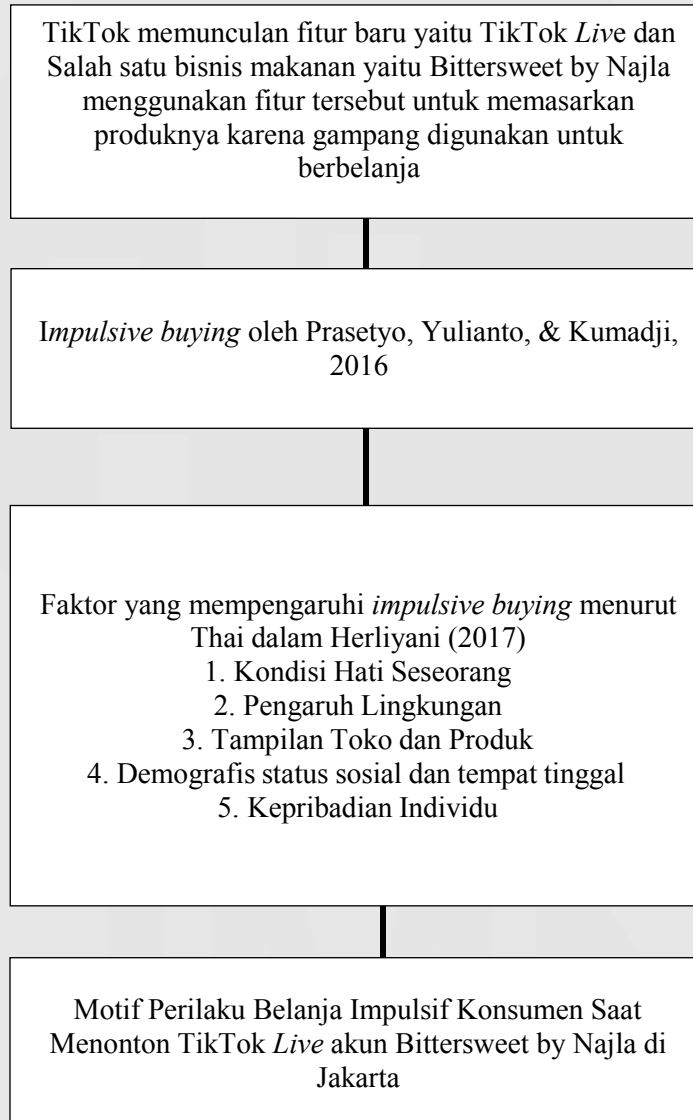 TikTok memunculan fitur baru yaitu TikTok Live dan
Salah satu bisnis makanan yaitu Bittersweet by Najla
menggunakan fitur tersebut untuk memasarkan
produknya karena gampang digunakan untuk
berbelanja
Impulsive buying oleh Prasetyo, Yulianto, & Kumadji,
2016
Faktor yang mempengaruhi impulsive buying menurut
Thai dalam Herliyani (2017)
1. Kondisi Hati Seseorang
2. Pengaruh Lingkungan
3. Tampilan Toko dan Produk
4. Demografis status sosial dan tempat tinggal
5. Kepribadian Individu
Motif Perilaku Belanja Impulsif Konsumen Saat
Menonton TikTok Live akun Bittersweet by Najla di
Jakarta